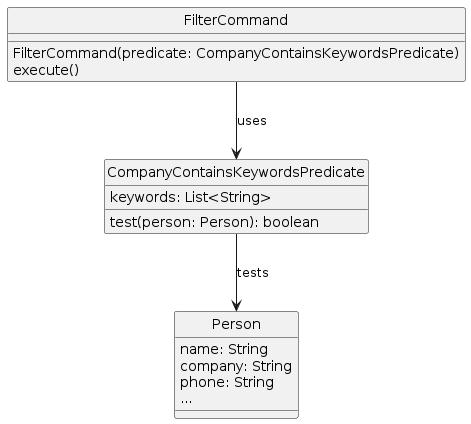 FilterCommand
FilterCommand(predicate: CompanyContainsKeywordsPredicate)
execute()
uses
CompanyContainsKeywordsPredicate
keywords: List<String>
test(person: Person): boolean
tests
Person
name: String
company: String
phone: String
...